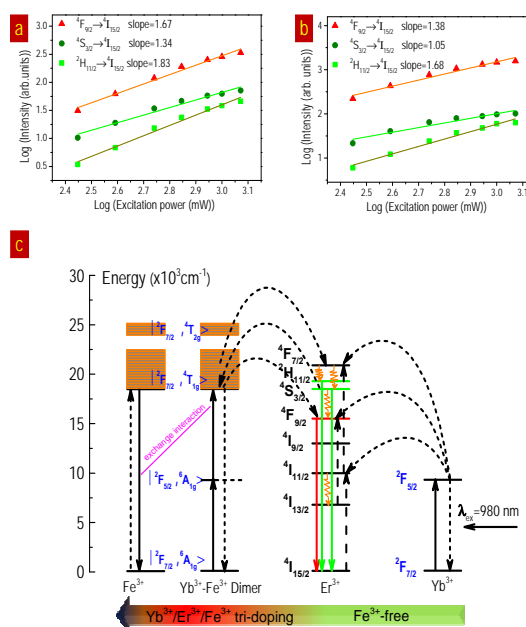 a
⁴F₉/₂→⁴I₁₅/₂ slope=1.67
⁴S₃/₂→⁴I₁₅/₂ slope=1.34
²H₁₁/₂→⁴I₁₅/₂ slope=1.83
Log (Intensity (arb.units))
0.5
1.0
1.5
2.0
2.5
3.0
2.4 2.5 2.6 2.7 2.8 2.9 3.0 3.1
Log (Excitation power (mW))
b
⁴F₉/₂→⁴I₁₅/₂ slope=1.38
⁴S₃/₂→⁴I₁₅/₂ slope=1.05
²H₁₁/₂→⁴I₁₅/₂ slope=1.68
Log (Intensity (arb. units))
1
2
3
4
2.4 2.5 2.6 2.7 2.8 2.9 3.0 3.1
Log (Excitation power (mW))
c
Energy (x10³cm⁻¹)
30
25
20
15
10
5
0
|²F₇/₂,⁴T₂g>
|²F₇/₂,⁴T₁g>
exchange interaction
|²F₅/₂,⁶A₁g>
|²F₇/₂,⁶A₁g>
⁴F₇/₂
²H₁₁/₂
⁴S₃/₂
⁴F₉/₂
⁴I₉/₂
⁴I₁₁/₂
⁴I₁₃/₂
⁴I₁₅/₂
²F₅/₂
²F₇/₂
λex=980 nm
Fe³⁺ Yb³⁺-Fe³⁺ Dimer Er³⁺ Yb³⁺
Yb³⁺/Er³⁺/Fe³⁺ tri-doping Fe³⁺-free